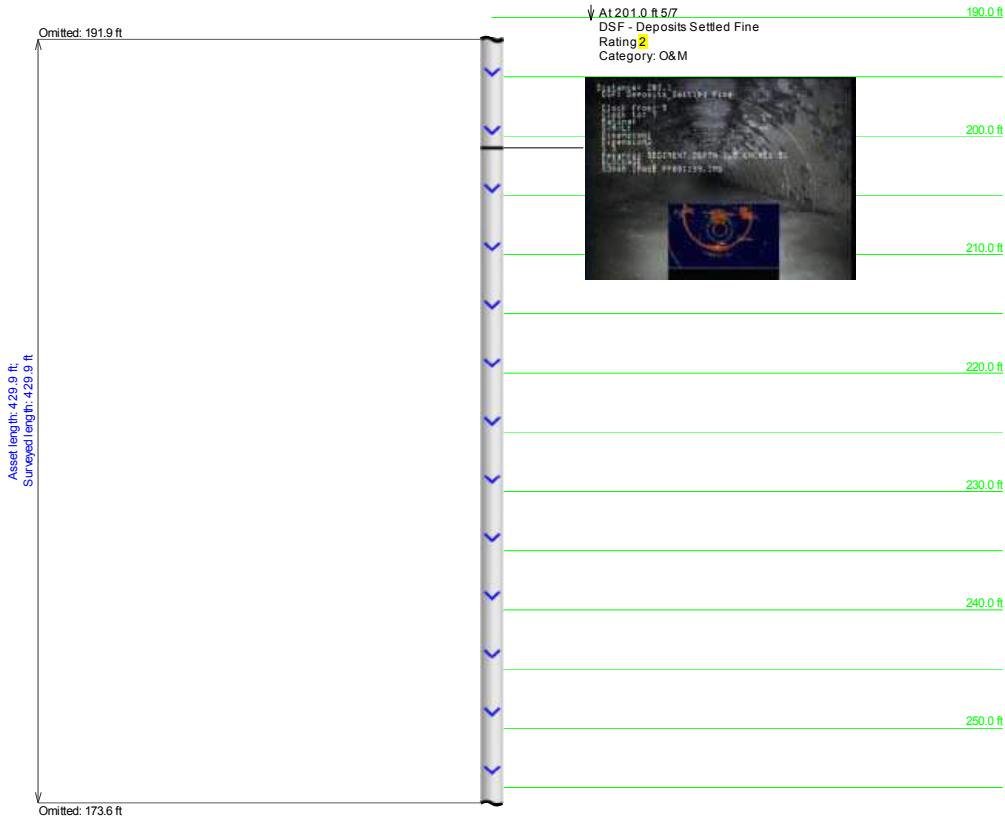 At 201.0 ft 5/7
DSF - Deposits Settled Fine
Rating 2
Category: O&M
Omitted: 191.9 ft
190.0 ft
200.0 ft
210.0 ft
220.0 ft
230.0 ft
240.0 ft
250.0 ft
Asset length: 429.9 ft;
Surveyed length: 429.9 ft
Omitted: 173.6 ft